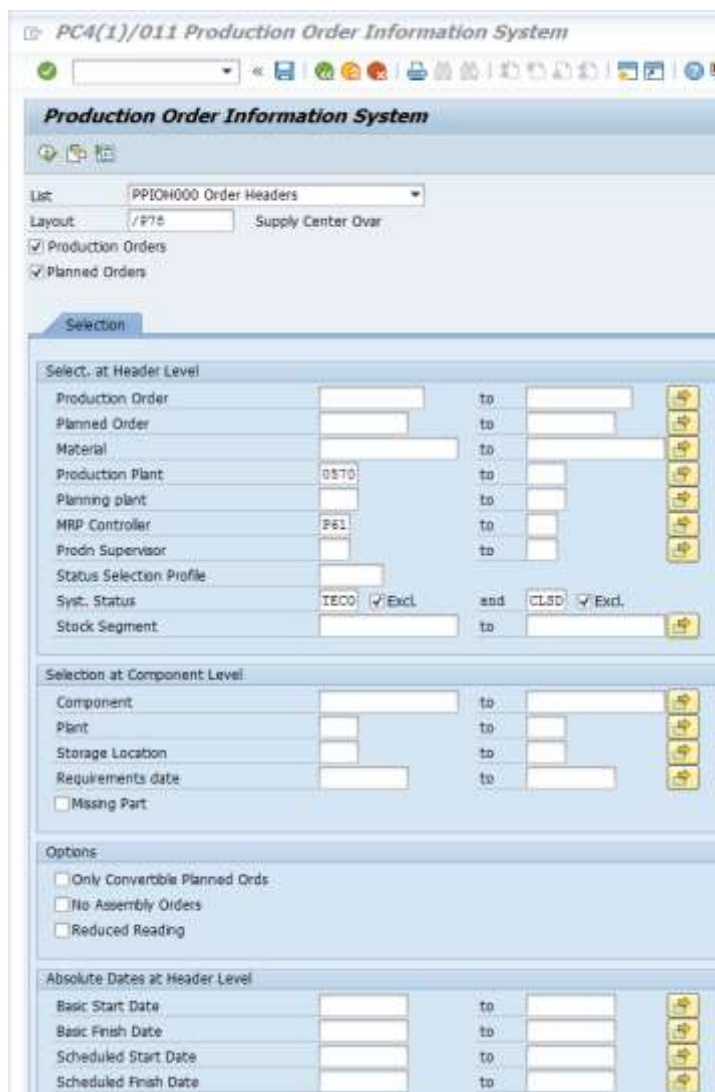 PC4(1)/011 Production Order Information System
Production Order Information System
List PPIOH000 Order Headers
Layout /P78 Supply Center Ovar
Production Orders
Planned Orders
Selection
Select. at Header Level
Production Order to
Planned Order to
Material to
Production Plant 0570 to
Planning plant to
MRP Controller P61 to
Prodn Supervisor to
Status Selection Profile
Syst. Status TECO Excl. and CLSD Excl.
Stock Segment to
Selection at Component Level
Component to
Plant to
Storage Location to
Requirements date to
Missing Part
Options
Only Convertible Planned Ords
No Assembly Orders
Reduced Reading
Absolute Dates at Header Level
Basic Start Date to
Basic Finish Date to
Scheduled Start Date to
Scheduled Finish Date to